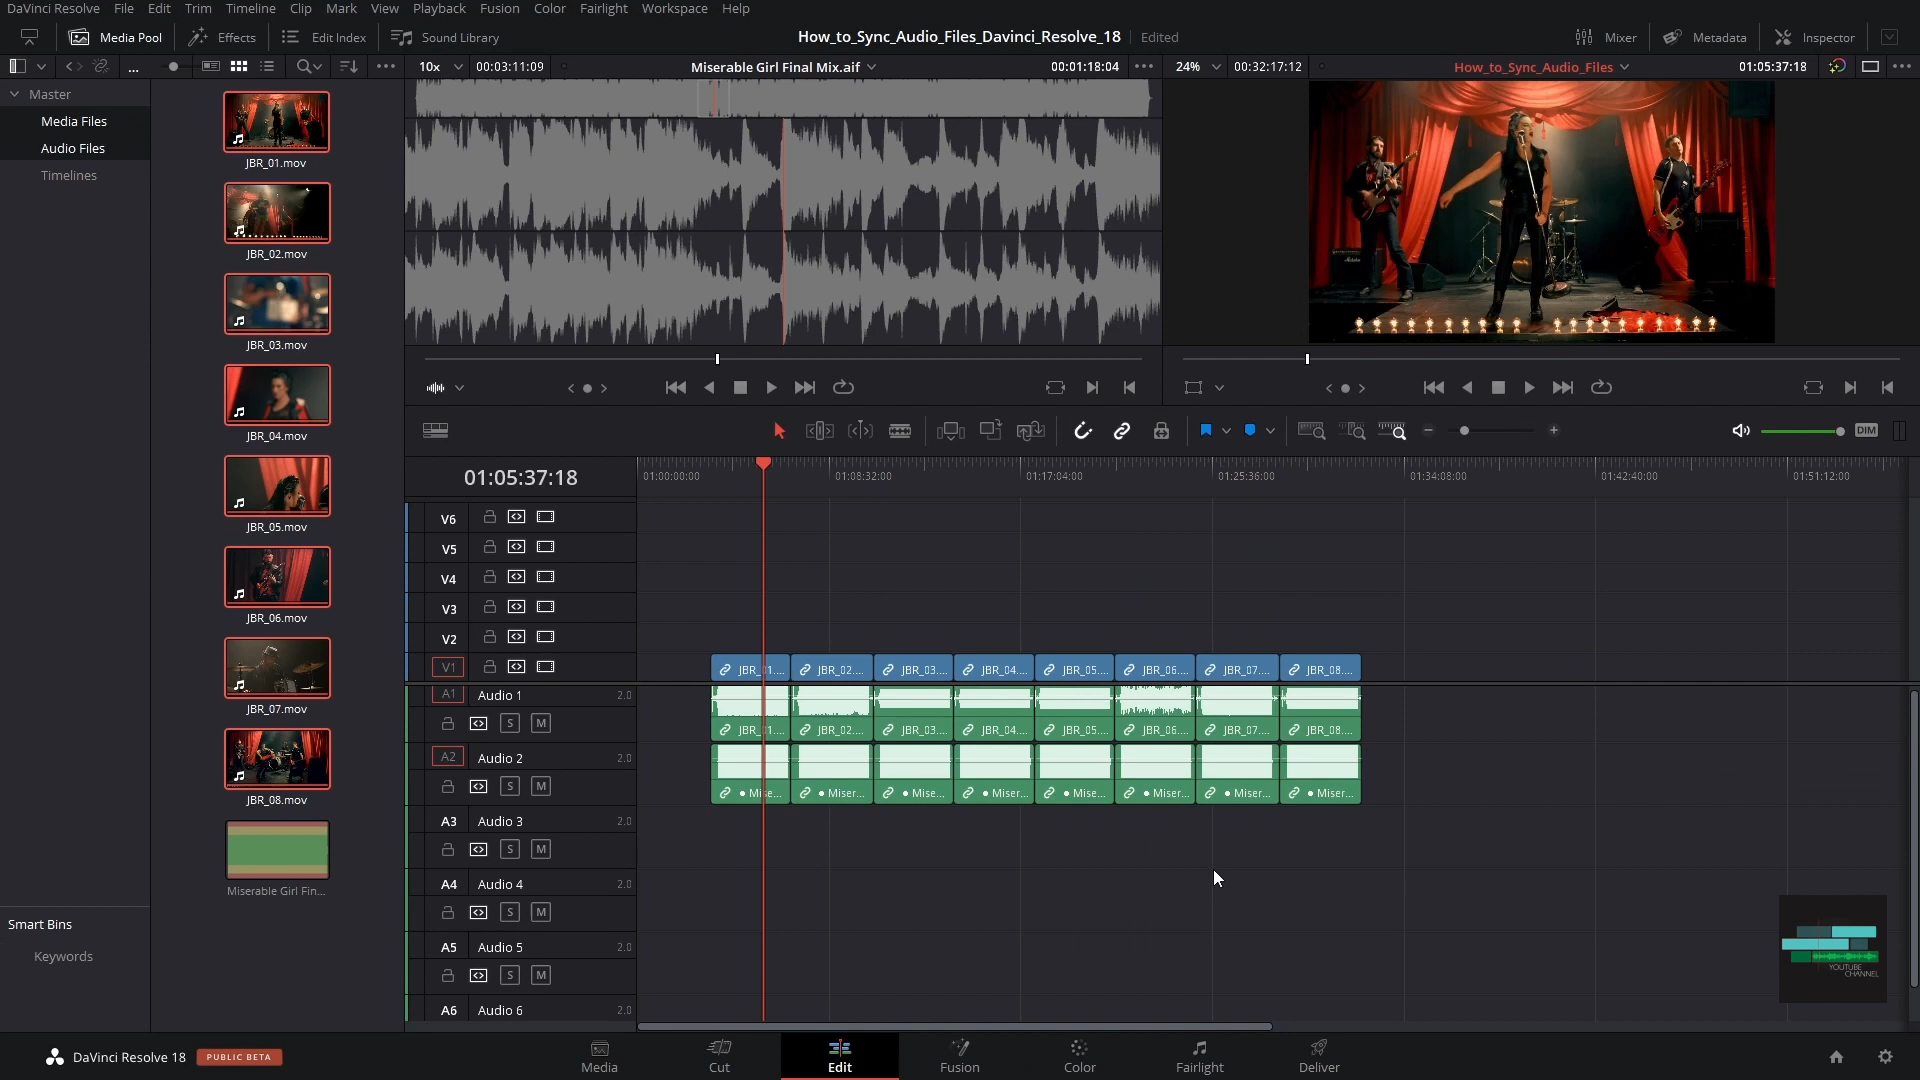 DaVinci Resolve File Edit Trim Timeline Clip Mark View Playback Fusion Color Fairlight Workspace Help
Media Pool Effects Edit Index Sound Library How_to_Sync_Audio_Files_Davinci_Resolve_18 Edited Mixer Metadata Inspector
... 10x 00:03:11:09 Miserable Girl Final Mix.aif 00:01:18:04 24% 00:32:17:12 How_to_Sync_Audio_Files 01:05:37:18
Master
Media Files
Audio Files
Timelines
JBR_01.mov
JBR_02.mov
JBR_03.mov
JBR_04.mov
JBR_05.mov
JBR_06.mov
JBR_07.mov
JBR_08.mov
Miserable Girl Fin...
Smart Bins
Keywords
DIM
01:05:37:18 01:00:00:00 01:08:32:00 01:17:04:00 01:25:36:00 01:34:08:00 01:42:40:00 01:51:12:00
V6
V5
V4
V3
V2
V1 JBR_01.... JBR_02.... JBR_03.... JBR_04.... JBR_05.... JBR_06.... JBR_07.... JBR_08....
A1 Audio 1 2.0
S M JBR_01.... JBR_02.... JBR_03.... JBR_04.... JBR_05.... JBR_06.... JBR_07.... JBR_08....
A2 Audio 2 2.0
S M • Mise... • Miser... • Mise... • Miser... • Mise... • Miser... • Miser... • Miser...
A3 Audio 3 2.0
S M
A4 Audio 4 2.0
S M
A5 Audio 5 2.0
S M
A6 Audio 6 2.0
YOUTUBE
CHANNEL
DaVinci Resolve 18 PUBLIC BETA Media Cut Edit Fusion Color Fairlight Deliver